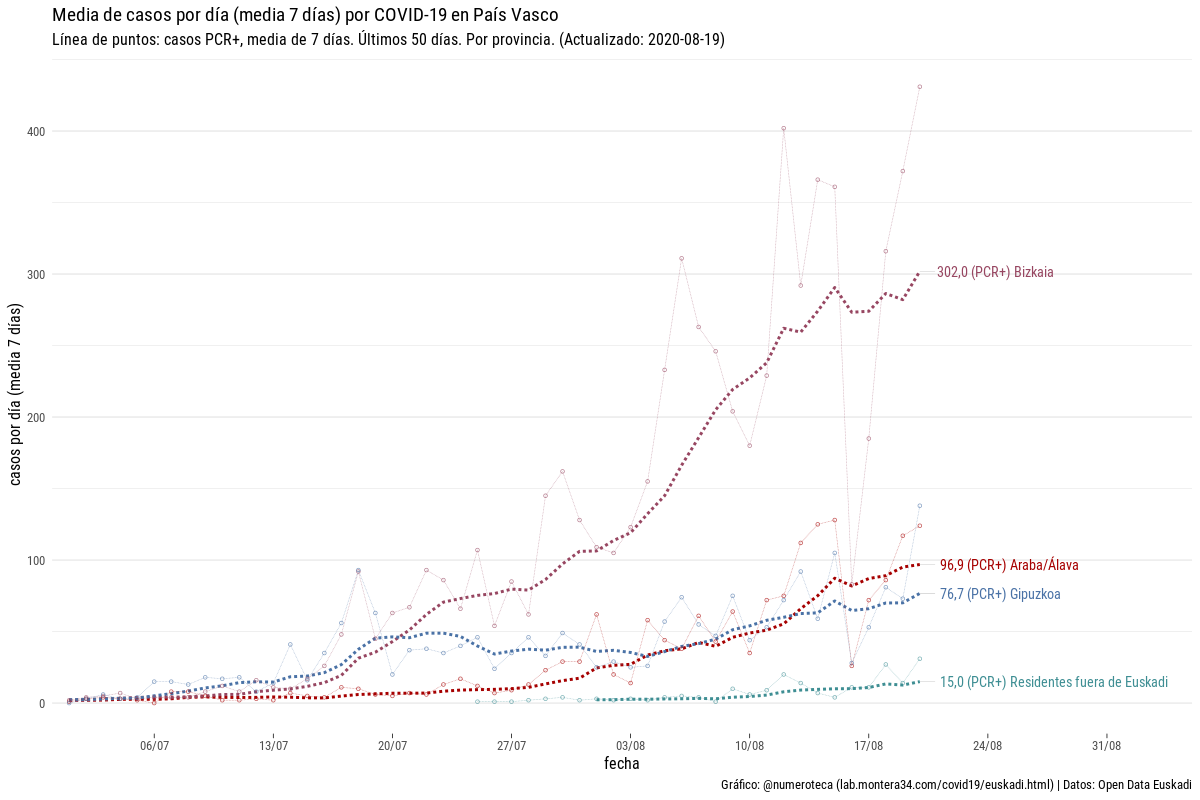 Media de casos por día (media 7 días) por COVID-19 en País Vasco
Línea de puntos: casos PCR+, media de 7 días. Últimos 50 días. Por provincia. (Actualizado: 2020-08-19)
casos por día (media 7 días)
400
300
200
100
0
302,0 (PCR+) Bizkaia
96,9 (PCR+) Araba/Álava
76,7 (PCR+) Gipuzkoa
15,0 (PCR+) Residentes fuera de Euskadi
06/07 13/07 20/07 27/07 03/08 10/08 17/08 24/08 31/08
fecha
Gráfico: @numeroteca (lab.montera34.com/covid19/euskadi.html) | Datos: Open Data Euskadi